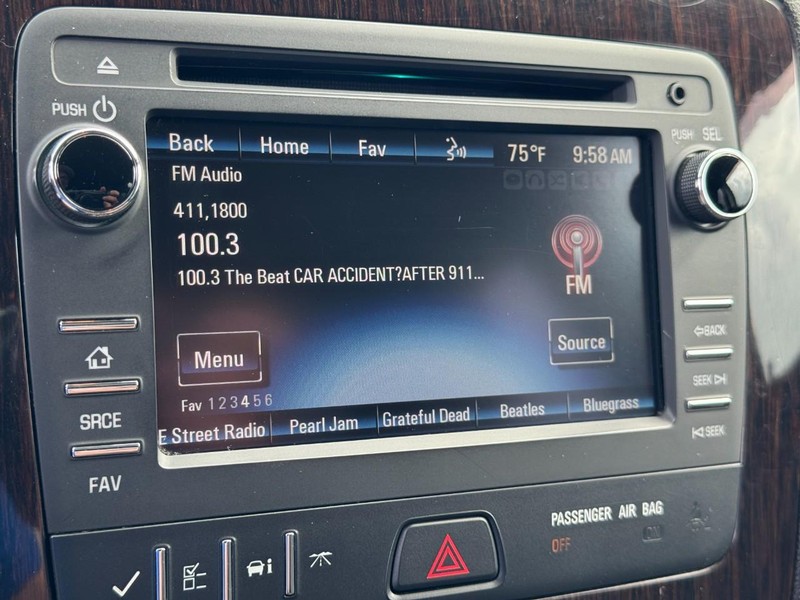 PUSH
PUSH SEL
Back Home Fav 75°F 9:58 AM
FM Audio
411,1800
100.3
100.3 The Beat CAR ACCIDENT?AFTER 911...
FM
Menu
Source
Fav 1 2 3 4 5 6
E Street Radio Pearl Jam Grateful Dead Beatles Bluegrass
SRCE
FAV
BACK
SEEK
SEEK
PASSENGER AIR BAG
OFF